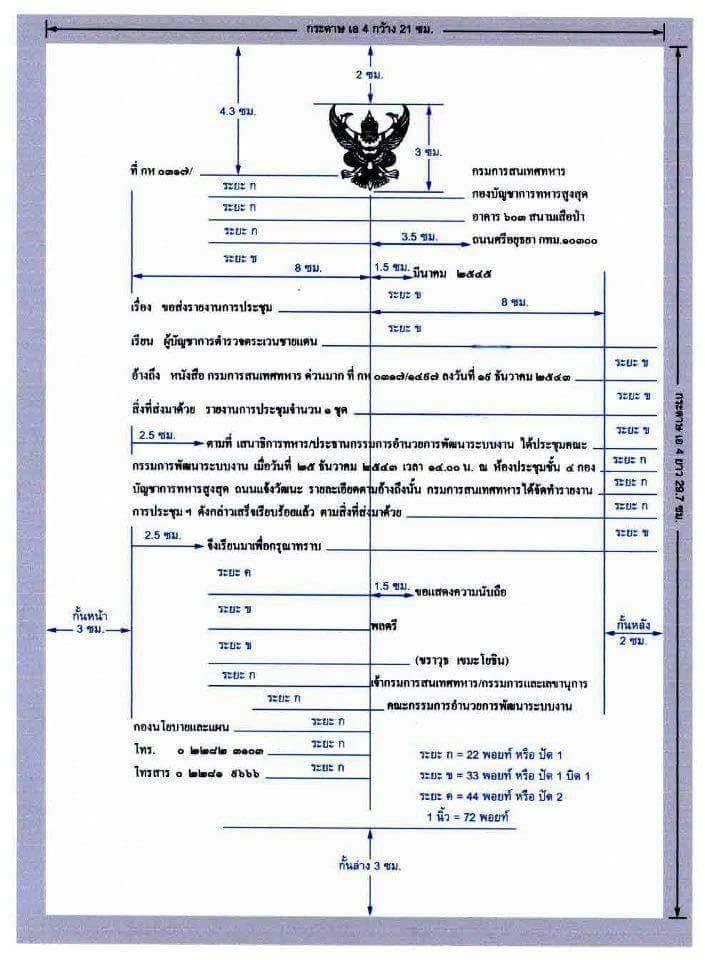 กระดาษ เอ 4 กว้าง 21 ซม.
2 ซม.
4.3 ซม.
3 ซม.
ที่ กห ๐๓๑๗/
กรมการสนเทศทหาร
ระยะ ก
กองบัญชาการทหารสูงสุด
ระยะ ก
อาคาร ๖๐๓ สนามเสือป่า
ระยะ ก
3.5 ซม.
ถนนศรีอยุธยา กทม.๑๐๓๐๐
ระยะ ข
8 ซม.
1.5 ซม.
มีนาคม ๒๕๔๕
ระยะ ข
8 ซม.
เรื่อง ขอส่งรายงานการประชุม
ระยะ ข
เรียน ผู้บัญชาการตำรวจตระเวนชายแดน
ระยะ ข
อ้างถึง หนังสือ กรมการสนเทศทหาร ด่วนมาก ที่ กห ๐๓๑๗/๑๔๙๗ ลงวันที่ ๑๙ ธันวาคม ๒๕๔๓
ระยะ ข
สิ่งที่ส่งมาด้วย รายงานการประชุมจำนวน ๑ ชุด
ระยะ ข
2.5 ซม.
ตามที่ เสนาธิการทหาร/ประธานกรรมการอำนวยการพัฒนาระบบงาน ได้ประชุมคณะ
ระยะ ก
กรรมการพัฒนาระบบงาน เมื่อวันที่ ๒๕ ธันวาคม ๒๕๔๓ เวลา ๑๔.๐๐ น. ณ ห้องประชุมชั้น ๔ กอง
ระยะ ก
บัญชาการทหารสูงสุด ถนนแจ้งวัฒนะ รายละเอียดตามอ้างถึงนั้น กรมการสนเทศทหารได้จัดทำรายงาน
ระยะ ก
การประชุม ฯ ดังกล่าวเสร็จเรียบร้อยแล้ว ตามสิ่งที่ส่งมาด้วย
ระยะ ข
2.5 ซม.
จึงเรียนมาเพื่อกรุณาทราบ
ระยะ ค
1.5 ซม.
ขอแสดงความนับถือ
ระยะ ข
กั้นหน้า
3 ซม.
พลตรี
กั้นหลัง
2 ซม.
ระยะ ข
(ชราวุธ เขมะโยธิน)
ระยะ ก
เจ้ากรมการสนเทศทหาร/กรรมการและเลขานุการ
ระยะ ก
คณะกรรมการอำนวยการพัฒนาระบบงาน
กองนโยบายและแผน
ระยะ ก
โทร. ๐ ๒๒๘๒ ๓๑๐๓
ระยะ ก
โทรสาร ๐ ๒๒๘๑ ๕๖๖๖
ระยะ ก
ระยะ ก = 22 พอยท์ หรือ ปัด 1
ระยะ ข = 33 พอยท์ หรือ ปัด 1 บิด 1
ระยะ ค = 44 พอยท์ หรือ ปัด 2
1 นิ้ว = 72 พอยท์
กั้นล่าง 3 ซม.
กระดาษ เอ 4 ยาว 29.7 ซม.